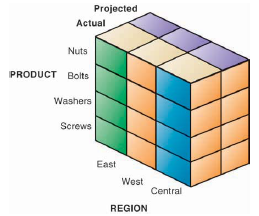 Projected
Actual
Nuts
PRODUCT Bolts
Washers
Screws
East
West
Central
REGION